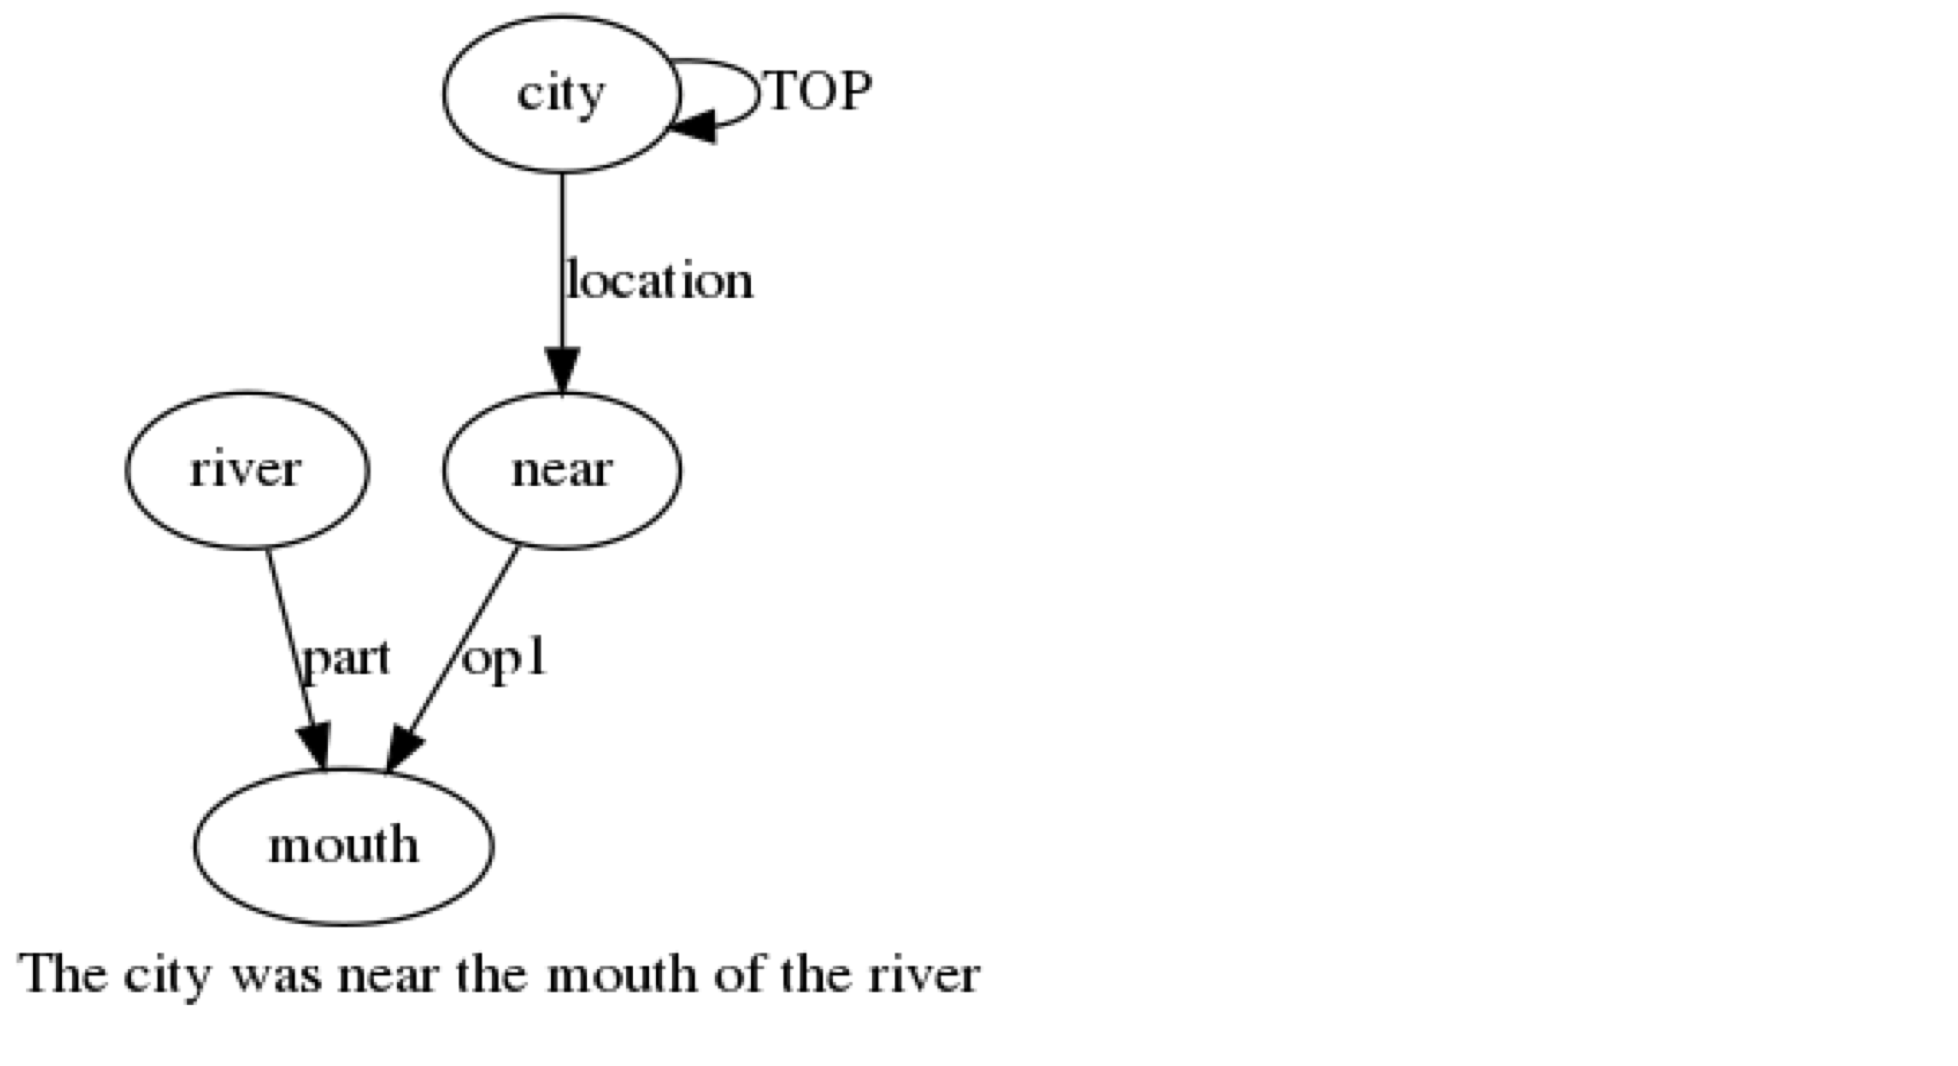 city
TOP
location
river
near
part
op1
mouth
The city was near the mouth of the river